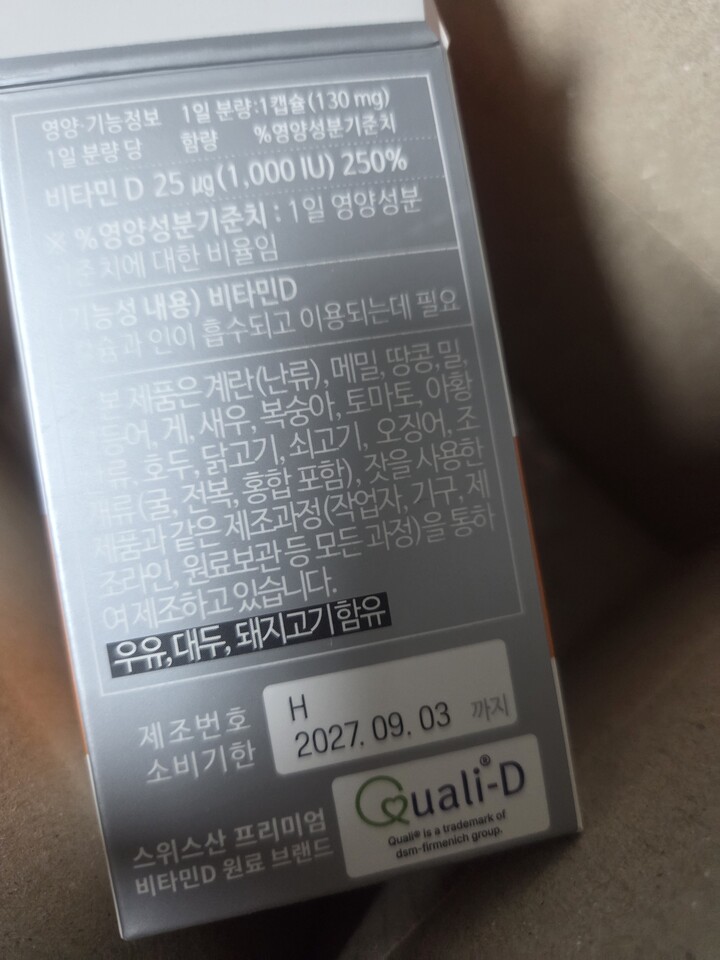 영양·기능정보 1일 분량:1캡슐(130 mg)
1일 분량 당 함량 %영양성분기준치
비타민 D 25 ㎍(1,000 IU) 250%
※ %영양성분기준치 : 1일 영양성분
준치에 대한 비율임
기능성 내용) 비타민D
슘과 인이 흡수되고 이용되는데 필요
본 제품은 계란(난류), 메밀, 땅콩, 밀,
등어, 게, 새우, 복숭아, 토마토, 아황
류, 호두, 닭고기, 쇠고기, 오징어, 조
개류(굴, 전복, 홍합 포함), 잣을 사용한
제품과 같은 제조과정(작업자, 기구, 제
조라인, 원료보관 등 모든 과정)을 통하
여 제조하고 있습니다.
우유, 대두, 돼지고기 함유
제조번호 H
소비기한 2027. 09. 03 까지
스위스산 프리미엄
비타민D 원료 브랜드
Quali®-D
Quali® is a trademark of
dsm-firmenich group.